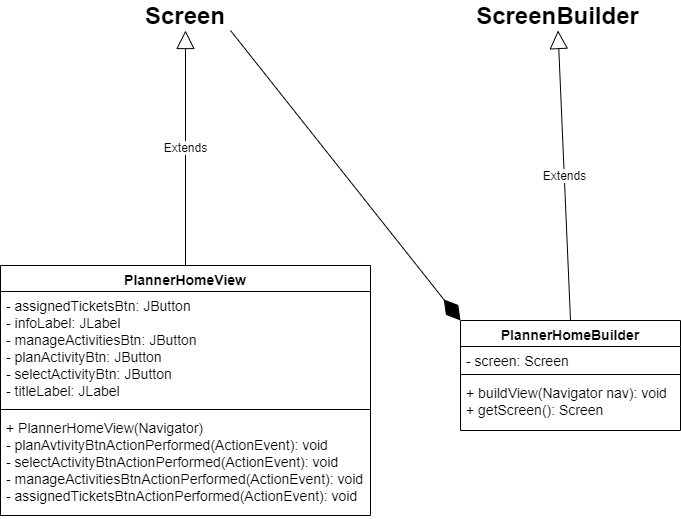 Screen
ScreenBuilder
Extends
Extends
PlannerHomeView
- assignedTicketsBtn: JButton
- infoLabel: JLabel
- manageActivitiesBtn: JButton
- planActivityBtn: JButton
- selectActivityBtn: JButton
- titleLabel: JLabel
+ PlannerHomeView(Navigator)
- planAvtivityBtnActionPerformed(ActionEvent): void
- selectActivityBtnActionPerformed(ActionEvent): void
- manageActivitiesBtnActionPerformed(ActionEvent): void
- assignedTicketsBtnActionPerformed(ActionEvent): void
PlannerHomeBuilder
- screen: Screen
+ buildView(Navigator nav): void
+ getScreen(): Screen